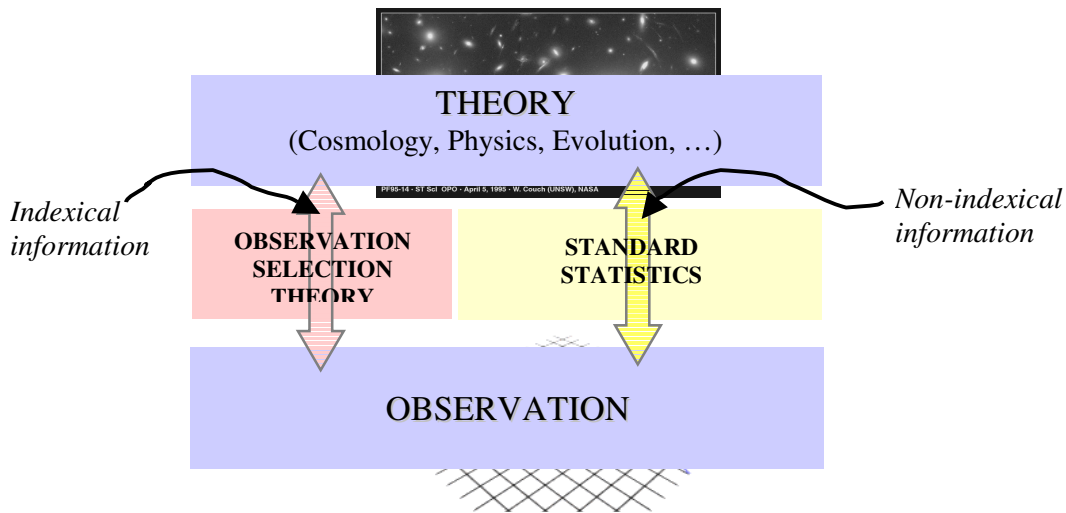 THEORY
(Cosmology, Physics, Evolution, …)
PF95-14 - ST ScI OPO - April 5, 1995 - W. Couch (UNSW), NASA
Indexical
information
Non-indexical
information
OBSERVATION
SELECTION
THEORY
STANDARD
STATISTICS
OBSERVATION